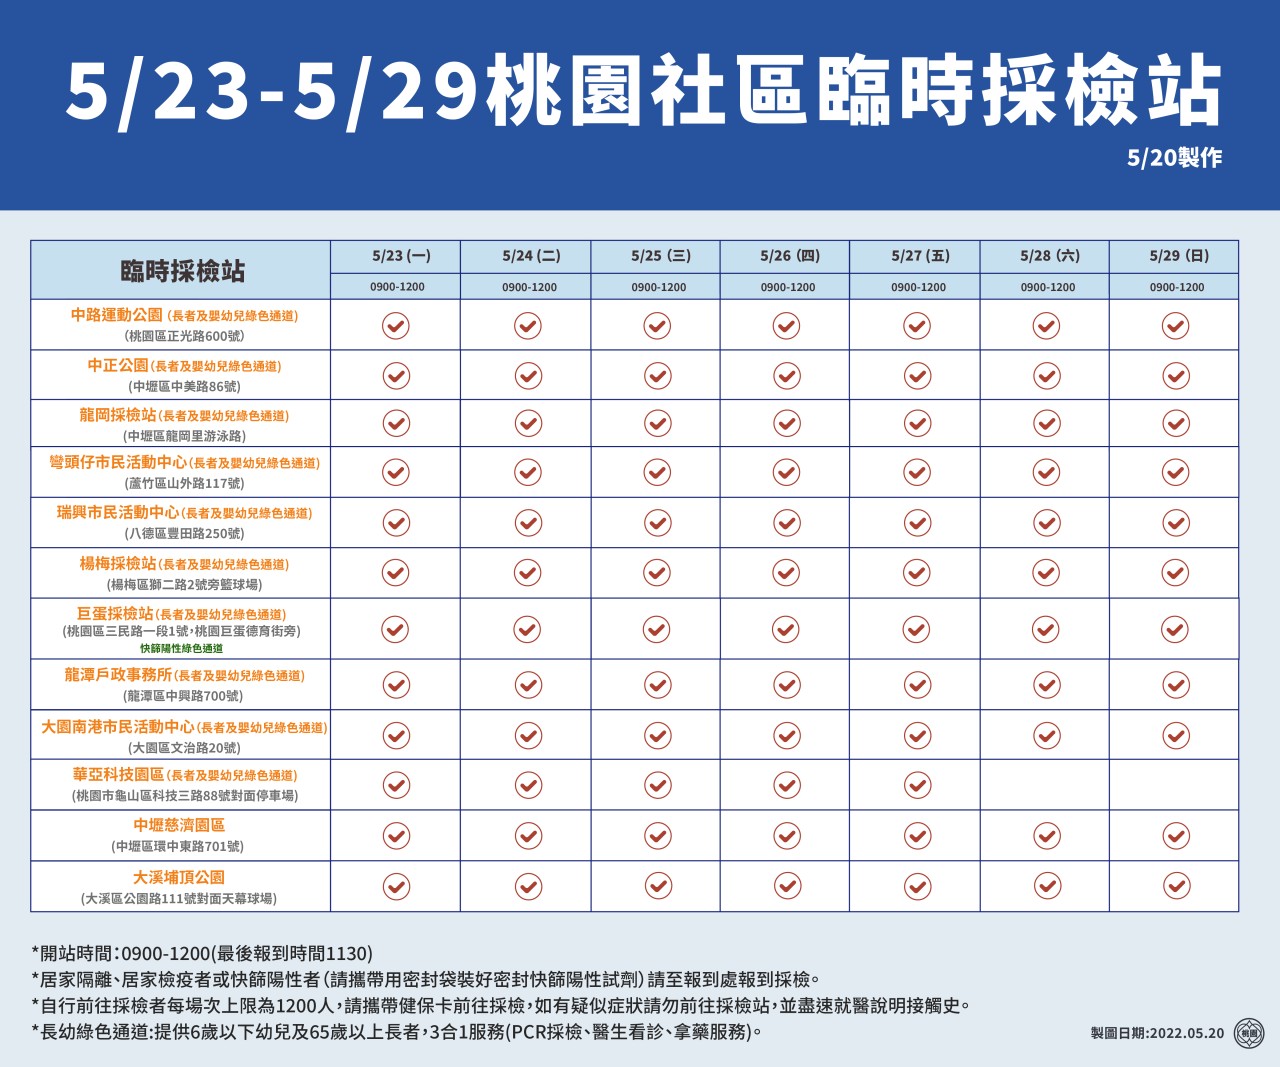 5/23-5/29桃園社區臨時採檢站
5/20製作
臨時採檢站
5/23 (一) 5/24 (二) 5/25 (三) 5/26 (四) 5/27 (五) 5/28 (六) 5/29 (日)
0900-1200 0900-1200 0900-1200 0900-1200 0900-1200 0900-1200 0900-1200
中路運動公園 (長者及嬰幼兒綠色通道)
(桃園區正光路600號)
中正公園(長者及嬰幼兒綠色通道)
(中壢區中美路86號)
龍岡採檢站(長者及嬰幼兒綠色通道)
(中壢區龍岡里游泳路)
彎頭仔市民活動中心(長者及嬰幼兒綠色通道)
(蘆竹區山外路117號)
瑞興市民活動中心(長者及嬰幼兒綠色通道)
(八德區豐田路250號)
楊梅採檢站(長者及嬰幼兒綠色通道)
(楊梅區獅二路2號旁籃球場)
巨蛋採檢站(長者及嬰幼兒綠色通道)
(桃園區三民路一段1號,桃園巨蛋德育街旁)
快篩陽性綠色通道
龍潭戶政事務所(長者及嬰幼兒綠色通道)
(龍潭區中興路700號)
大園南港市民活動中心(長者及嬰幼兒綠色通道)
(大園區文治路20號)
華亞科技園區(長者及嬰幼兒綠色通道)
(桃園市龜山區科技三路88號對面停車場)
中壢慈濟園區
(中壢區環中東路701號)
大溪埔頂公園
(大溪區公園路111號對面天幕球場)
*開站時間:0900-1200(最後報到時間1130)
*居家隔離、居家檢疫者或快篩陽性者(請攜帶用密封袋裝好密封快篩陽性試劑)請至報到處報到採檢。
*自行前往採檢者每場次上限為1200人,請攜帶健保卡前往採檢,如有疑似症狀請勿前往採檢站,並盡速就醫說明接觸史。
*長幼綠色通道:提供6歲以下幼兒及65歲以上長者,3合1服務(PCR採檢、醫生看診、拿藥服務)。
製圖日期:2022.05.20
桃園